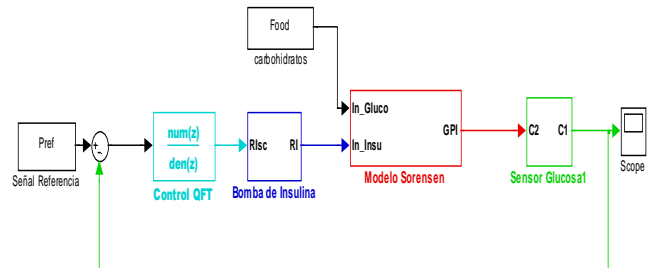 Food
carbohidratos
Pref
Señal Referencia
+
-
num(z)
den(z)
Control QFT
RIsc
RI
Bomba de Insulina
In_Gluco
In_Insu
GPI
Modelo Sorensen
C2
C1
Sensor Glucosa1
Scope